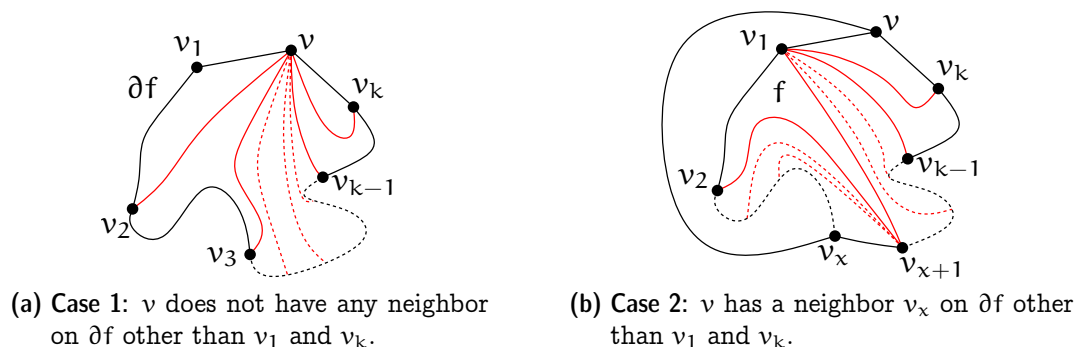 v₁
v
∂f
vₖ
vₖ₋₁
v₂
v₃
v
v₁
vₖ
f
vₖ₋₁
v₂
vₓ
vₓ₊₁
(a) Case 1: v does not have any neighbor
on ∂f other than v₁ and vₖ.
(b) Case 2: v has a neighbor vₓ on ∂f other
than v₁ and vₖ.